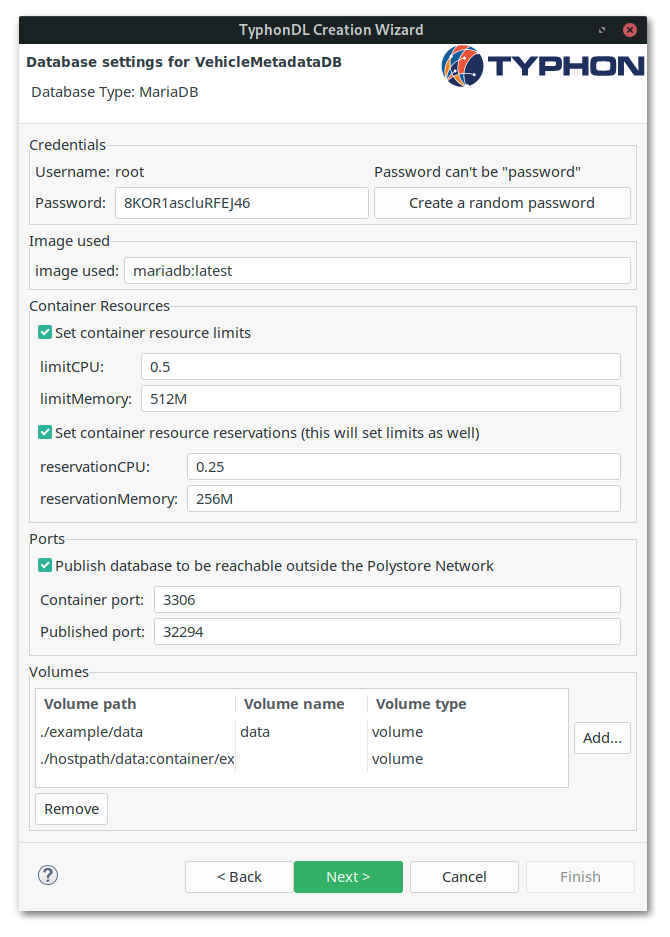 TyphonDL Creation Wizard
Database settings for VehicleMetadataDB
TYPHON
Database Type: MariaDB
Credentials
Username: root
Password can't be "password"
Password: 8KOR1ascluRFEJ46
Create a random password
Image used
image used: mariadb:latest
Container Resources
Set container resource limits
limitCPU: 0.5
limitMemory: 512M
Set container resource reservations (this will set limits as well)
reservationCPU: 0.25
reservationMemory: 256M
Ports
Publish database to be reachable outside the Polystore Network
Container port: 3306
Published port: 32294
Volumes
Volume path Volume name Volume type
./example/data data volume
./hostpath/data:container/ex volume
Add...
Remove
?
< Back Next > Cancel Finish